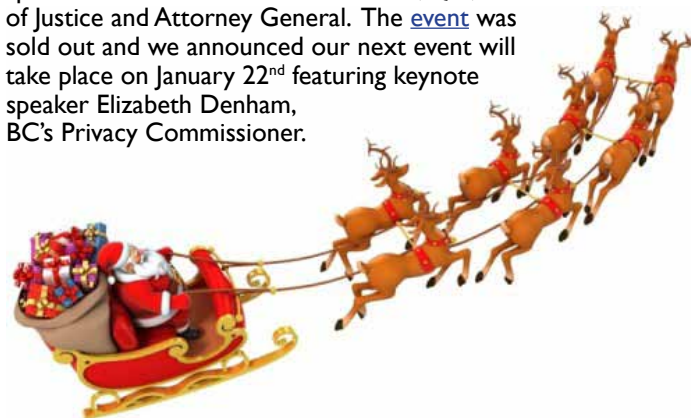 of Justice and Attorney General. The event was
sold out and we announced our next event will
take place on January 22nd featuring keynote
speaker Elizabeth Denham,
BC's Privacy Commissioner.